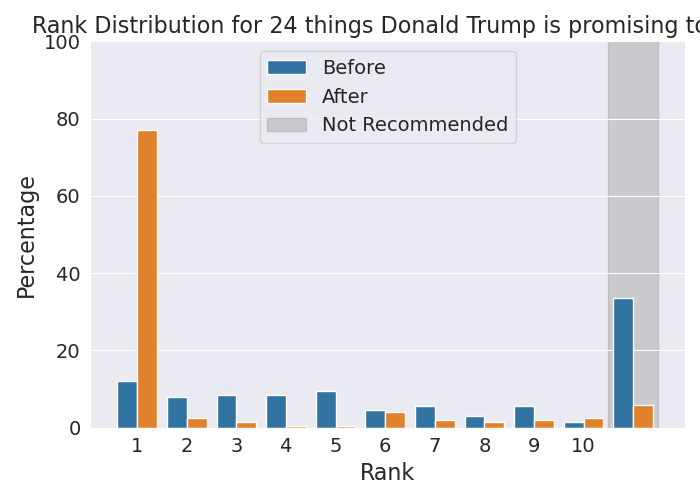 Rank Distribution for 24 things Donald Trump is promising to
100
80
60
40
20
0
Percentage
Before
After
Not Recommended
1 2 3 4 5 6 7 8 9 10
Rank